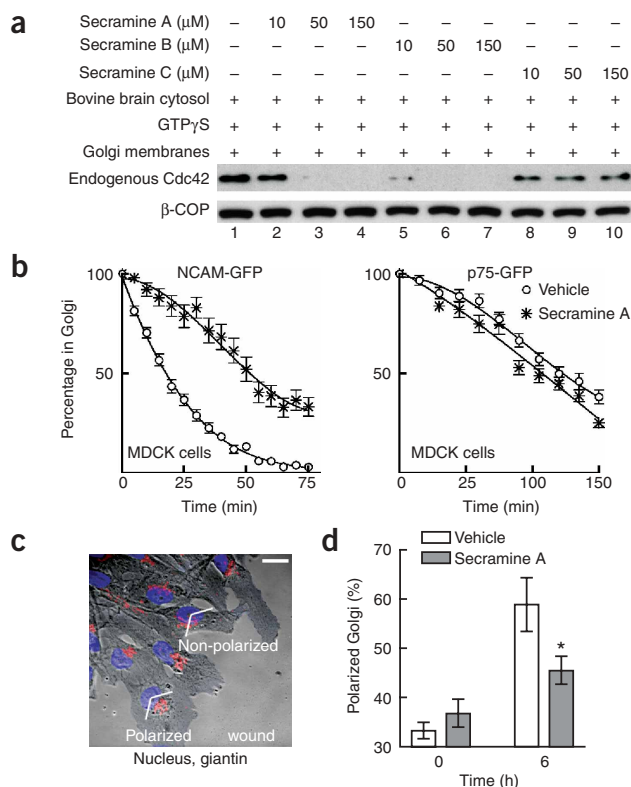 a
Secramine A (μM) – 10 50 150 – – – – – –
Secramine B (μM) – – – – 10 50 150 – – –
Secramine C (μM) – – – – – – – 10 50 150
Bovine brain cytosol + + + + + + + + + +
GTPγS + + + + + + + + + +
Golgi membranes + + + + + + + + + +
Endogenous Cdc42
β-COP
1 2 3 4 5 6 7 8 9 10
b
NCAM-GFP
100
50
Percentage in Golgi
MDCK cells
0 25 50 75
Time (min)
p75-GFP
Vehicle
Secramine A
100
50
MDCK cells
0 25 100 150
Time (min)
c
Non-polarized
Polarized
wound
Nucleus, giantin
d
Vehicle
Secramine A
Polarized Golgi (%)
70
60
50
40
30
*
0 6
Time (h)